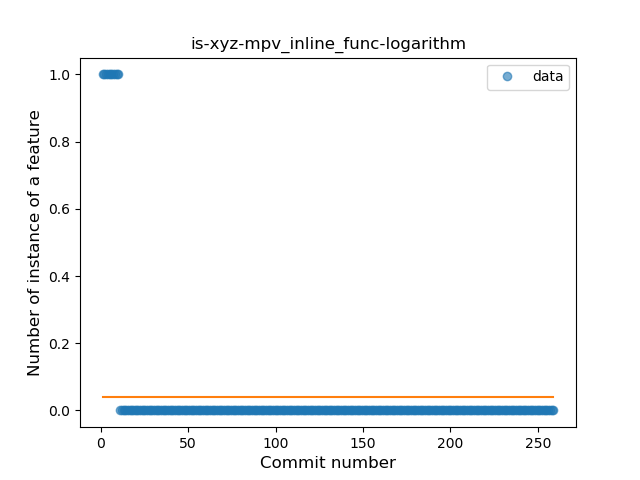 is-xyz-mpv_inline_func-logarithm
data
Number of instance of a feature
1.0
0.8
0.6
0.4
0.2
0.0
0 50 100 150 200 250
Commit number